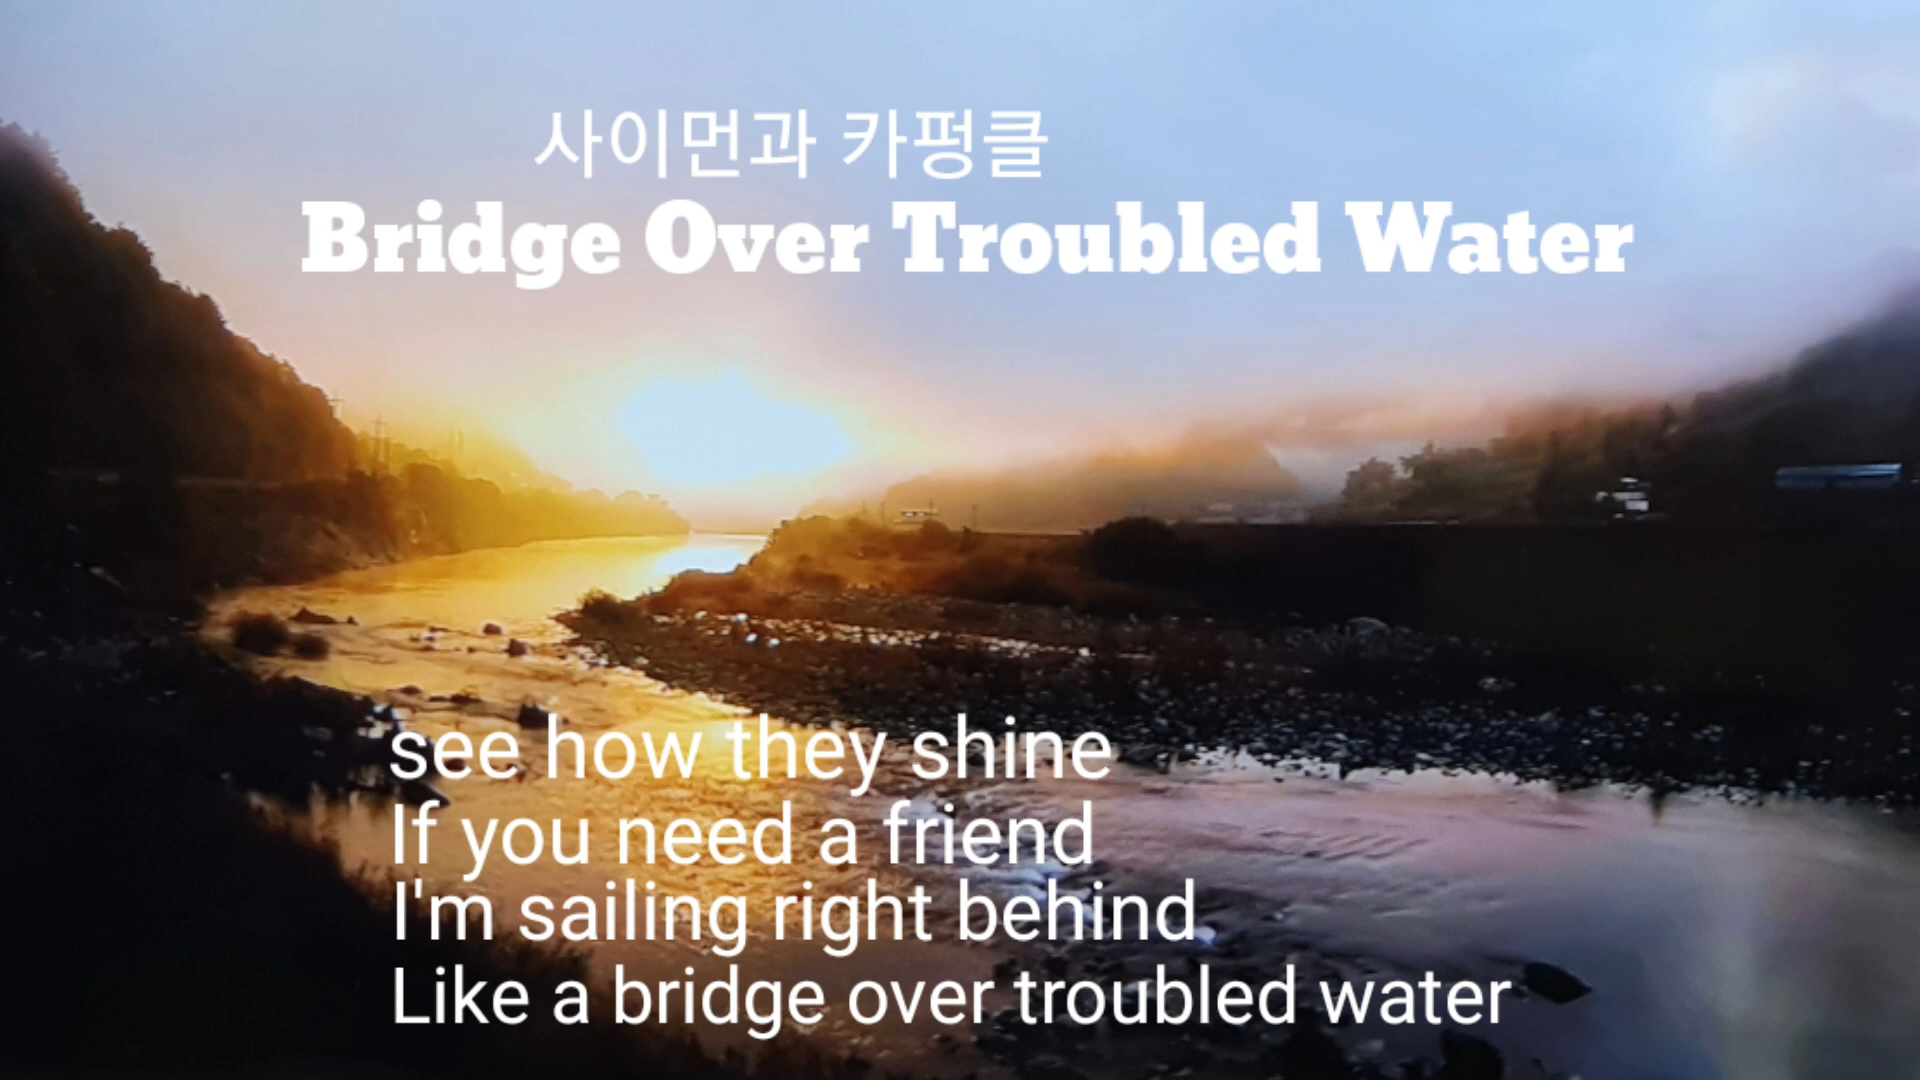 사이먼과 카펑클
Bridge Over Troubled Water
see how they shine
If you need a friend
I'm sailing right behind
Like a bridge over troubled water